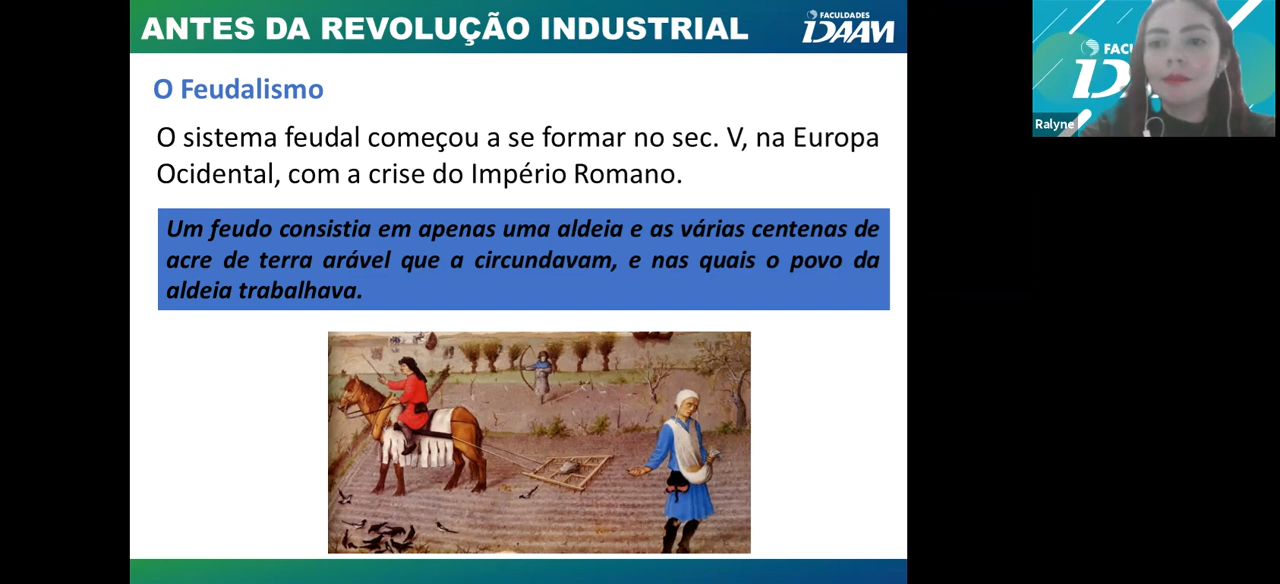 ANTES DA REVOLUÇÃO INDUSTRIAL
FACULDADES
IDAAM
O Feudalismo
O sistema feudal começou a se formar no sec. V, na Europa
Ocidental, com a crise do Império Romano.
Um feudo consistia em apenas uma aldeia e as várias centenas de
acre de terra arável que a circundavam, e nas quais o povo da
aldeia trabalhava.
Ralyne